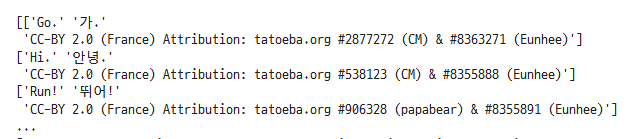 [['Go.' '가.'
'CC-BY 2.0 (France) Attribution: tatoeba.org #2877272 (CM) & #8363271 (Eunhee)']
['Hi.' '안녕.'
'CC-BY 2.0 (France) Attribution: tatoeba.org #538123 (CM) & #8355888 (Eunhee)']
['Run!' '뛰어!'
'CC-BY 2.0 (France) Attribution: tatoeba.org #906328 (papabear) & #8355891 (Eunhee)']
...